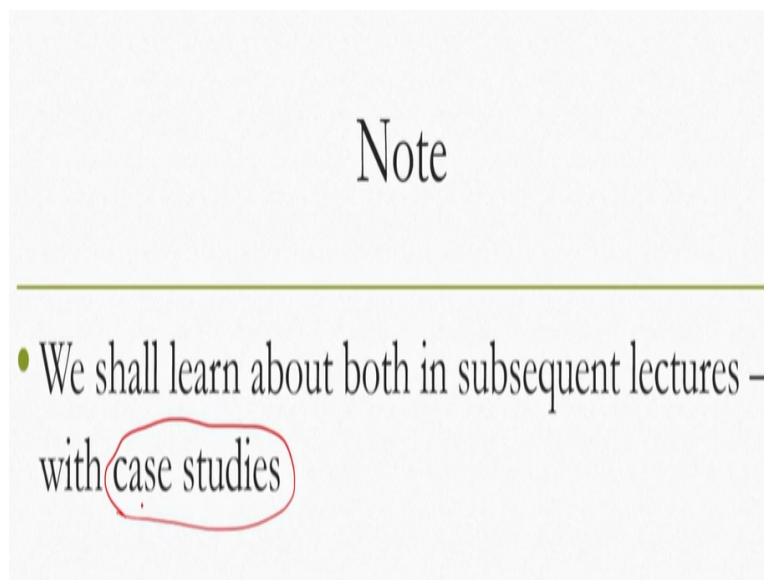 Note
We shall learn about both in subsequent lectures –
with case studies